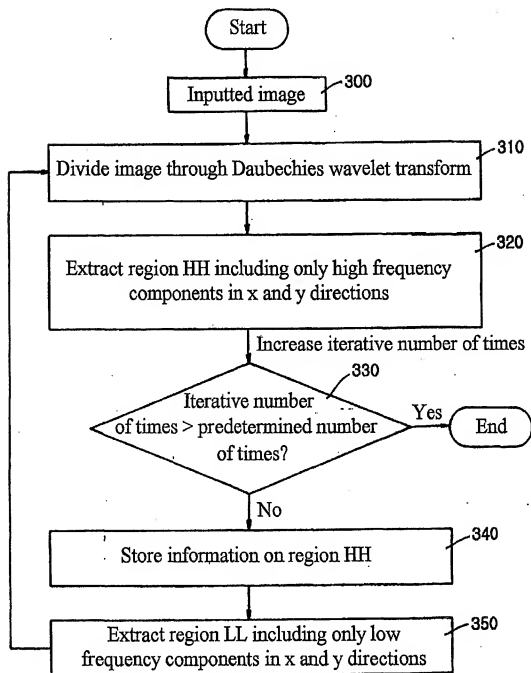 Start
300
Inputted image
310
Divide image through Daubechies wavelet transform
320
Extract region HH including only high frequency
components in x and y directions
Increase iterative number of times
330
Iterative number
of times > predetermined number
of times?
Yes
End
No
340
Store information on region HH
350
Extract region LL including only low
frequency components in x and y directions